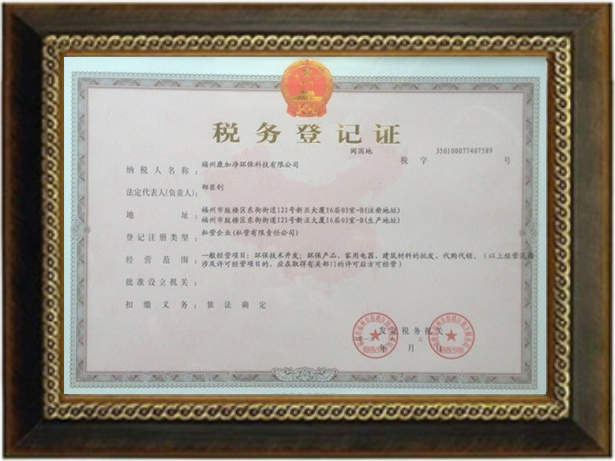 税务登记证
闽国地 税 字 350100077407589 号
纳税人名称： 福州康加净环保科技有限公司
法定代表人(负责人)： 郑臣钊
地 址： 福州市鼓楼区东街街道121号新庄大厦16层03室-B(注册地址)
福州市鼓楼区东街街道121号新庄大厦16层03室-B(生产地址)
登记注册类型： 私营企业(私营有限责任公司)
经营范围： 一般经营项目：环保技术开发；环保产品、家用电器、建筑材料的批发、代购代销。（以上经营范围
涉及许可经营项目的，应在取得有关部门的许可后方可经营）
批准设立机关：
扣缴义务： 依法确定
发证税务机关
年 月 日